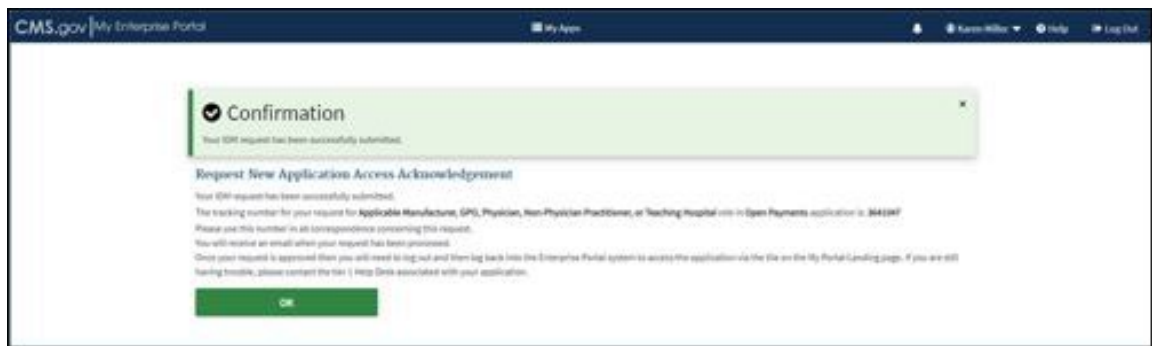 CMS.gov My Enterprise Portal
My Apps
Karen Miller Help Log Out
Confirmation
×
Your IDM request has been successfully submitted.
Request New Application Access Acknowledgement
Your IDM request has been successfully submitted.
The tracking number for your request for Applicable Manufacturer, GPO, Physician, Non-Physician Practitioner, or Teaching Hospital role in Open Payments application is:
Please use this number in all correspondence concerning this request.
You will receive an email when your request has been processed.
Once your request is approved then you will need to log out and then log back into the Enterprise Portal system to access the application via the tile on the My Portal Landing page. If you are still
having trouble, please contact the tier 1 Help Desk associated with your application.
OK